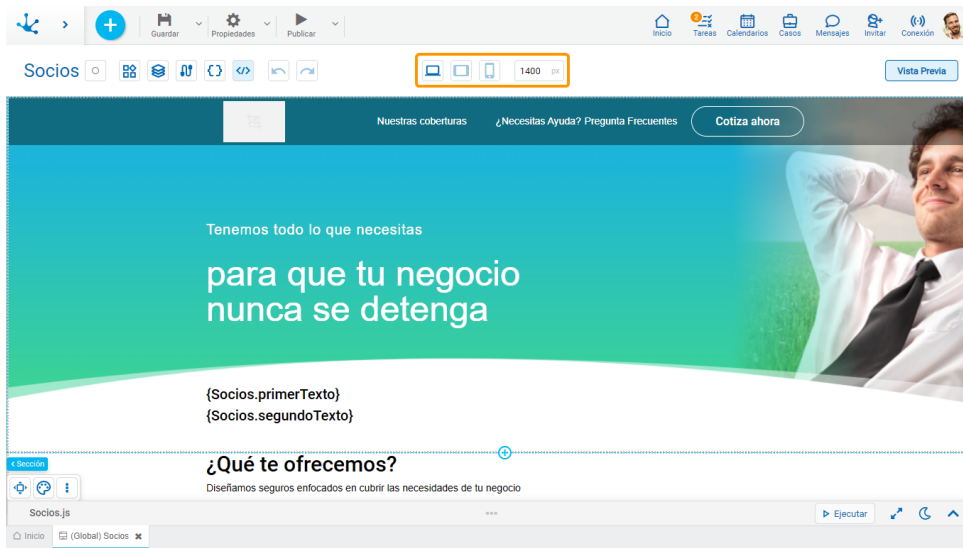 Guardar
Propiedades
Publicar
Inicio
2
Tareas
Calendarios
Casos
Mensajes
Invitar
Conexión
Socios
1400 px
Vista Previa
Nuestras coberturas
¿Necesitas Ayuda? Pregunta Frecuentes
Cotiza ahora
Tenemos todo lo que necesitas
para que tu negocio
nunca se detenga
{Socios.primerTexto}
{Socios.segundoTexto}
Sección
¿Qué te ofrecemos?
Diseñamos seguros enfocados en cubrir las necesidades de tu negocio
Socios.js
Ejecutar
Inicio
(Global) Socios